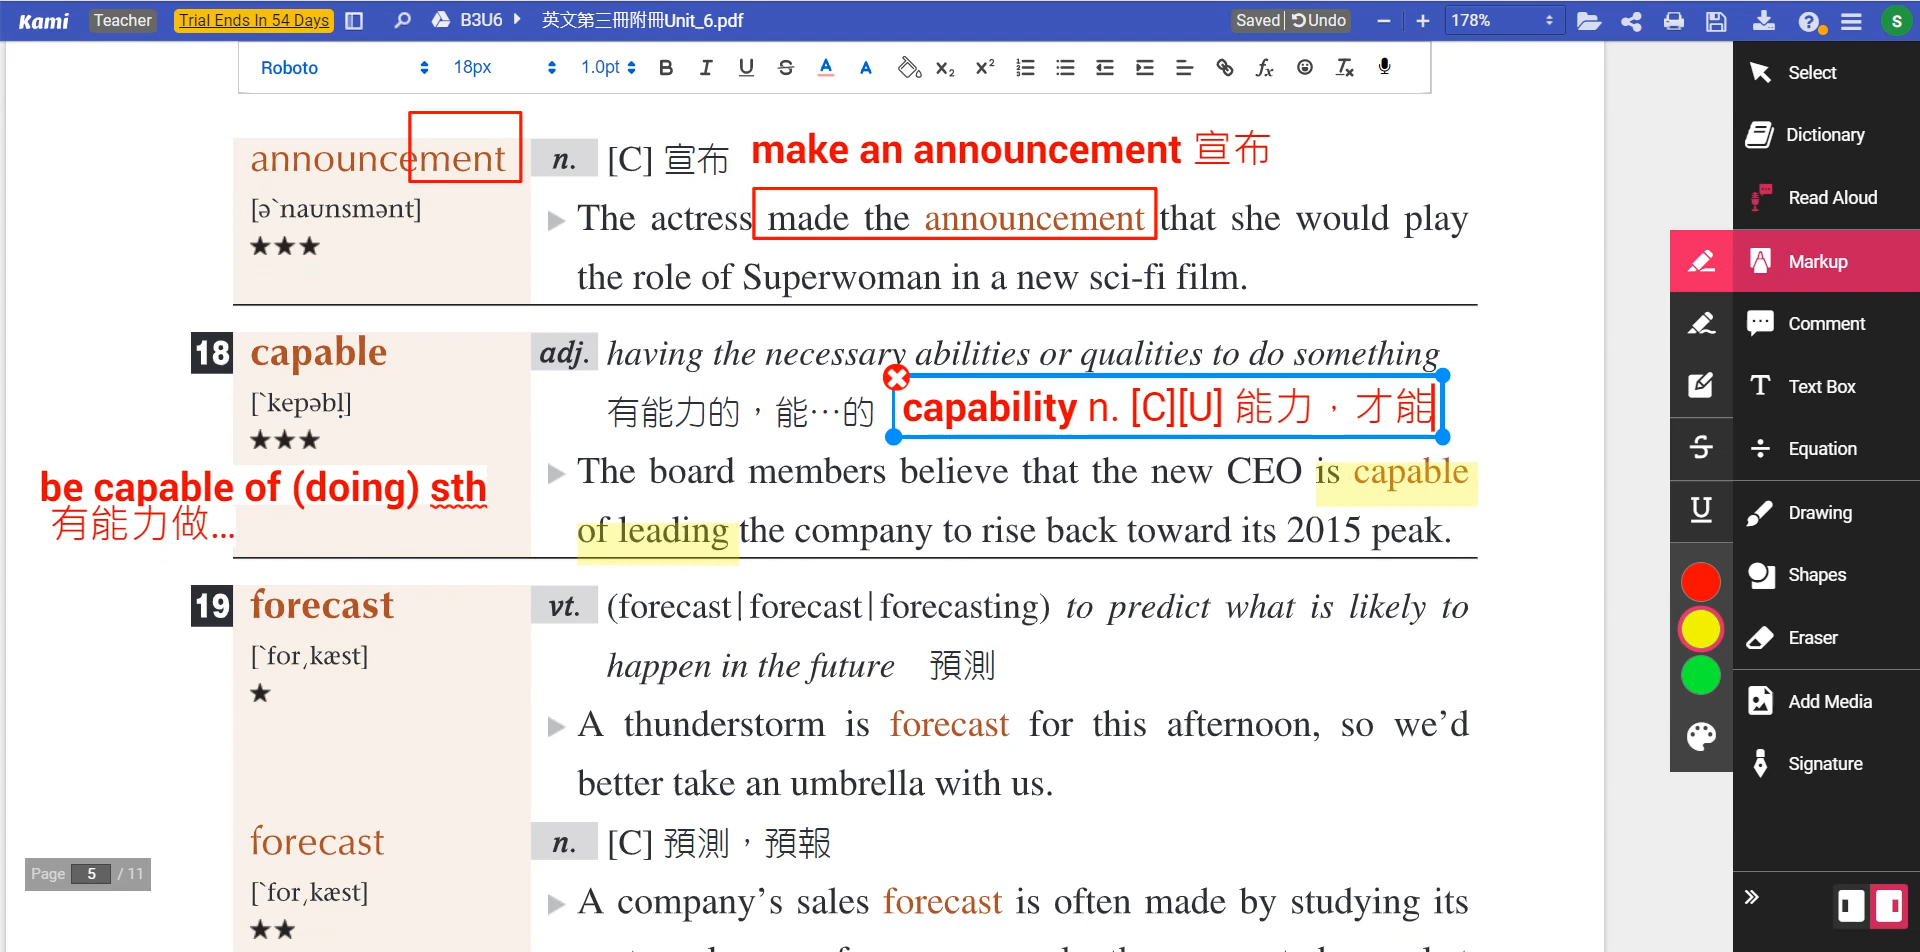 Kami Teacher Trial Ends In 54 Days B3U6 英文第三冊附冊Unit_6.pdf Saved Undo 178% S
Roboto 18px 1.0pt
announcement n. [C] 宣布 make an announcement 宣布
[əˋnaʊnsmənt]
★★★
The actress made the announcement that she would play
the role of Superwoman in a new sci-fi film.
18 capable adj. having the necessary abilities or qualities to do something
[ˋkepəbl̩] 有能力的，能…的 capability n. [C][U] 能力，才能
★★★
be capable of (doing) sth
有能力做...
The board members believe that the new CEO is capable
of leading the company to rise back toward its 2015 peak.
19 forecast vt. (forecast|forecast|forecasting) to predict what is likely to
[ˋforˏkæst] happen in the future 預測
★
A thunderstorm is forecast for this afternoon, so we’d
better take an umbrella with us.
forecast n. [C] 預測，預報
[ˋforˏkæst]
★★
A company’s sales forecast is often made by studying its
Page 5 / 11
Select
Dictionary
Read Aloud
Markup
Comment
Text Box
Equation
Drawing
Shapes
Eraser
Add Media
Signature